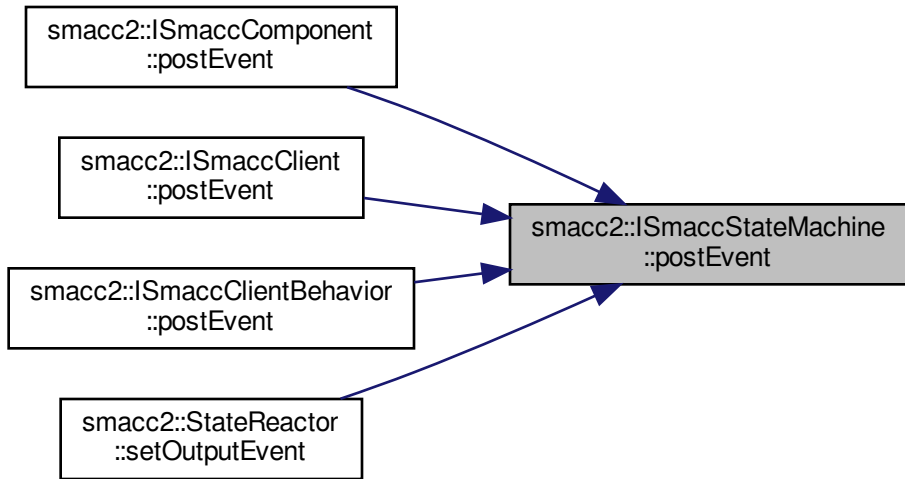 smacc2::ISmaccComponent
::postEvent
smacc2::ISmaccClient
::postEvent
smacc2::ISmaccClientBehavior
::postEvent
smacc2::StateReactor
::setOutputEvent
smacc2::ISmaccStateMachine
::postEvent